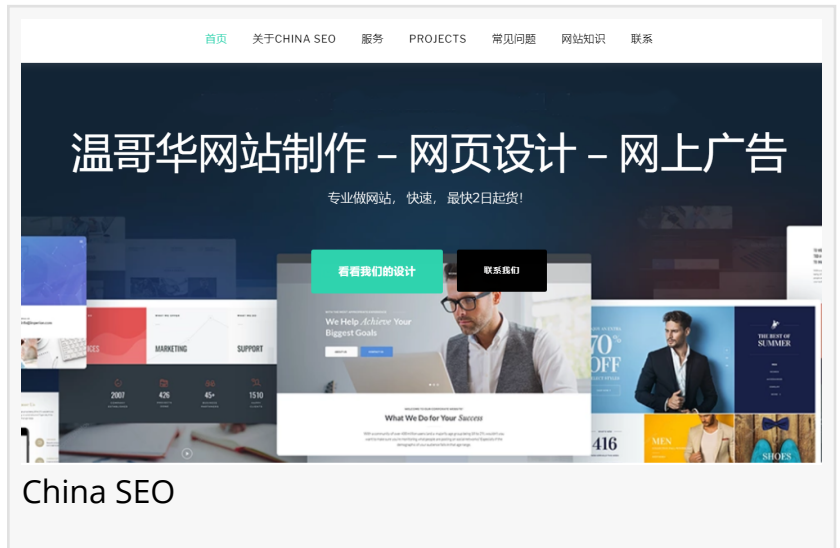 首页 关于CHINA SEO 服务 PROJECTS 常见问题 网站知识 联系
温哥华网站制作 – 网页设计 – 网上广告
专业做网站, 快速, 最快2日起货!
看看我们的设计 联系我们
We Help Achieve Your
Biggest Goals
MARKETING SUPPORT
2007 426 45+ 1510
What We Do for Your Success
70%
OFF
THE BEST OF
SUMMER
416
MEN
SHOES
China SEO